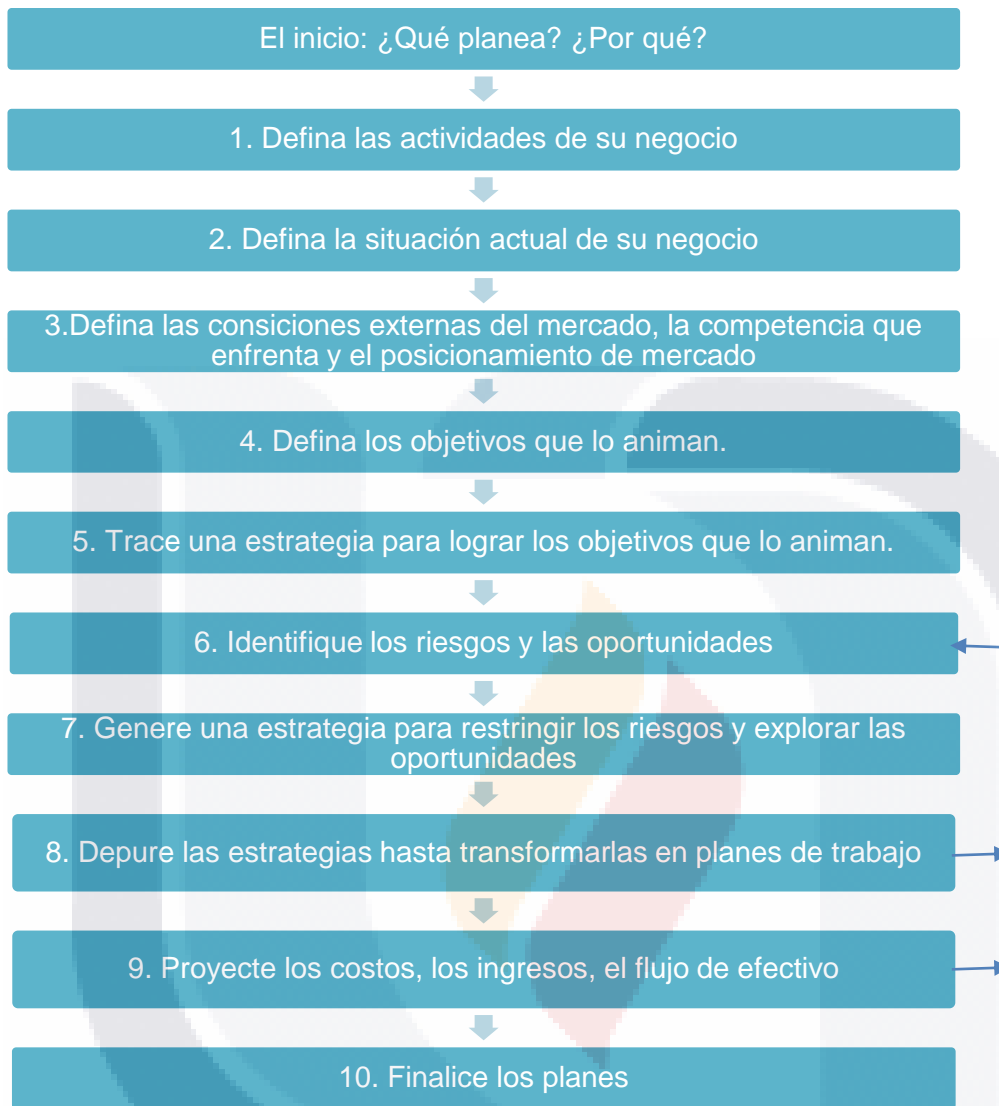 El inicio: ¿Qué planea? ¿Por qué?
1. Defina las actividades de su negocio
2. Defina la situación actual de su negocio
3.Defina las consiciones externas del mercado, la competencia que
enfrenta y el posicionamiento de mercado
4. Defina los objetivos que lo animan.
5. Trace una estrategia para lograr los objetivos que lo animan.
6. Identifique los riesgos y las oportunidades
7. Genere una estrategia para restringir los riesgos y explorar las
oportunidades
8. Depure las estrategias hasta transformarlas en planes de trabajo
9. Proyecte los costos, los ingresos, el flujo de efectivo
10. Finalice los planes